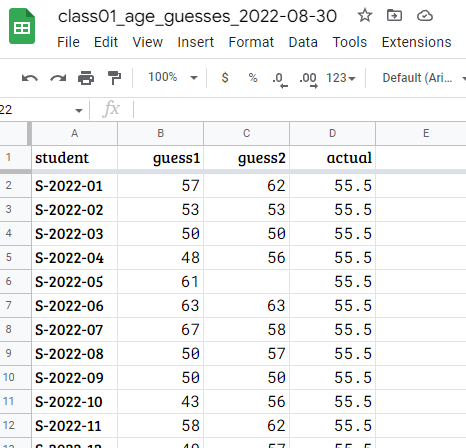 class01_age_guesses_2022-08-30
File Edit View Insert Format Data Tools Extensions
100% $ % .0 .00 123 Default (Ari...
22 fx
A B C D E
1 student guess1 guess2 actual
2 S-2022-01 57 62 55.5
3 S-2022-02 53 53 55.5
4 S-2022-03 50 50 55.5
5 S-2022-04 48 56 55.5
6 S-2022-05 61 55.5
7 S-2022-06 63 63 55.5
8 S-2022-07 67 58 55.5
9 S-2022-08 50 57 55.5
10 S-2022-09 50 50 55.5
11 S-2022-10 43 56 55.5
12 S-2022-11 58 62 55.5